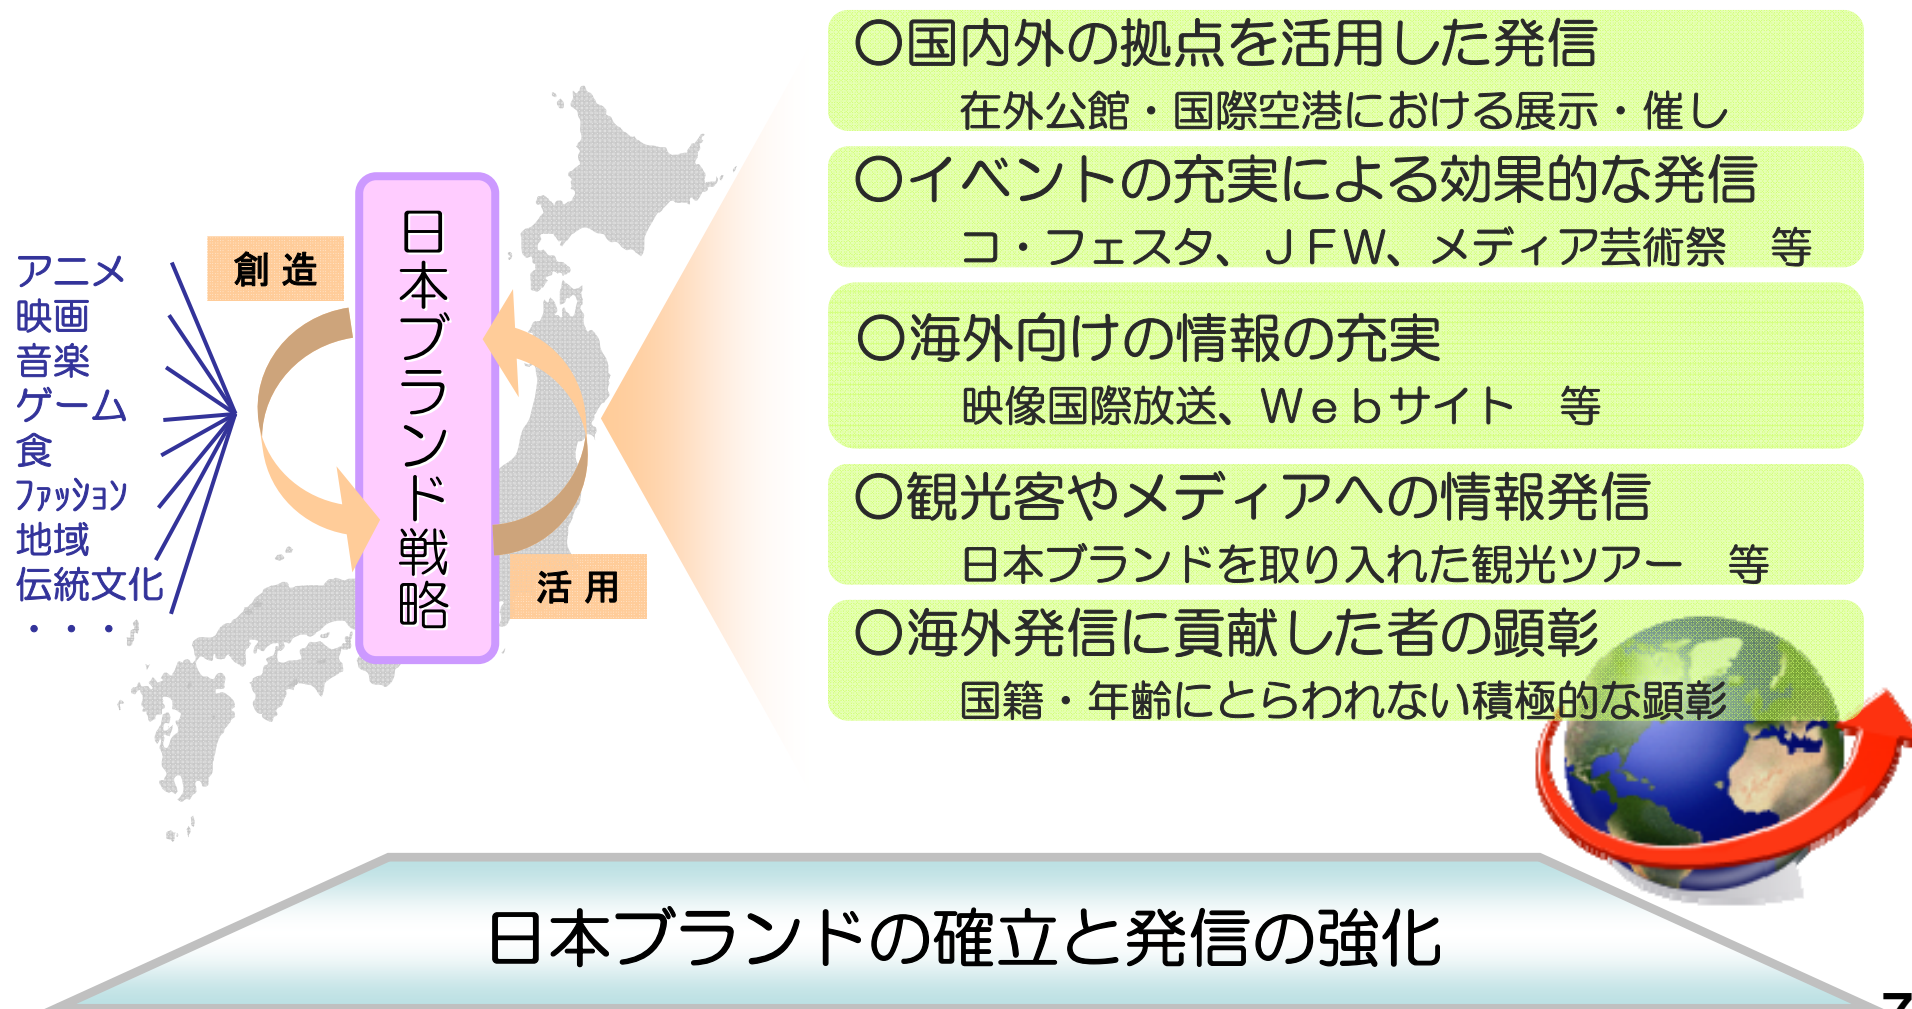 アニメ
映画
音楽
ゲーム
食
ファッション
地域
伝統文化
・・・
創 造
日本ブランド戦略
活 用
〇国内外の拠点を活用した発信
在外公館・国際空港における展示・催し
〇イベントの充実による効果的な発信
コ・フェスタ、ＪＦＷ、メディア芸術祭　等
〇海外向けの情報の充実
映像国際放送、Ｗｅｂサイト　等
〇観光客やメディアへの情報発信
日本ブランドを取り入れた観光ツアー　等
〇海外発信に貢献した者の顕彰
国籍・年齢にとらわれない積極的な顕彰
日本ブランドの確立と発信の強化